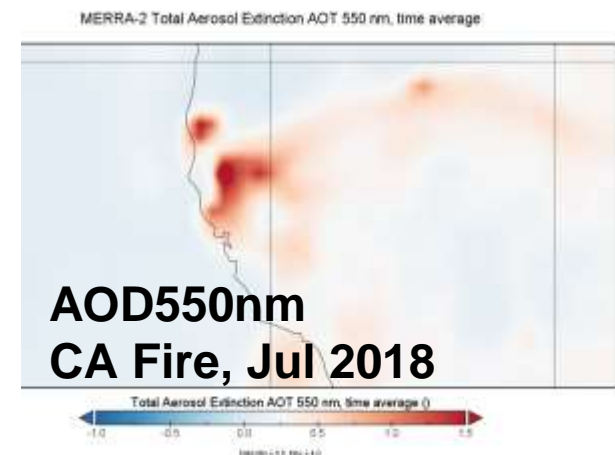 MERRA-2 Total Aerosol Extinction AOT 550 nm, time average
AOD550nm
CA Fire, Jul 2018
Total Aerosol Extinction AOT 550 nm, time average ()
-1.0 -0.5 0.0 0.5 1.0 1.5